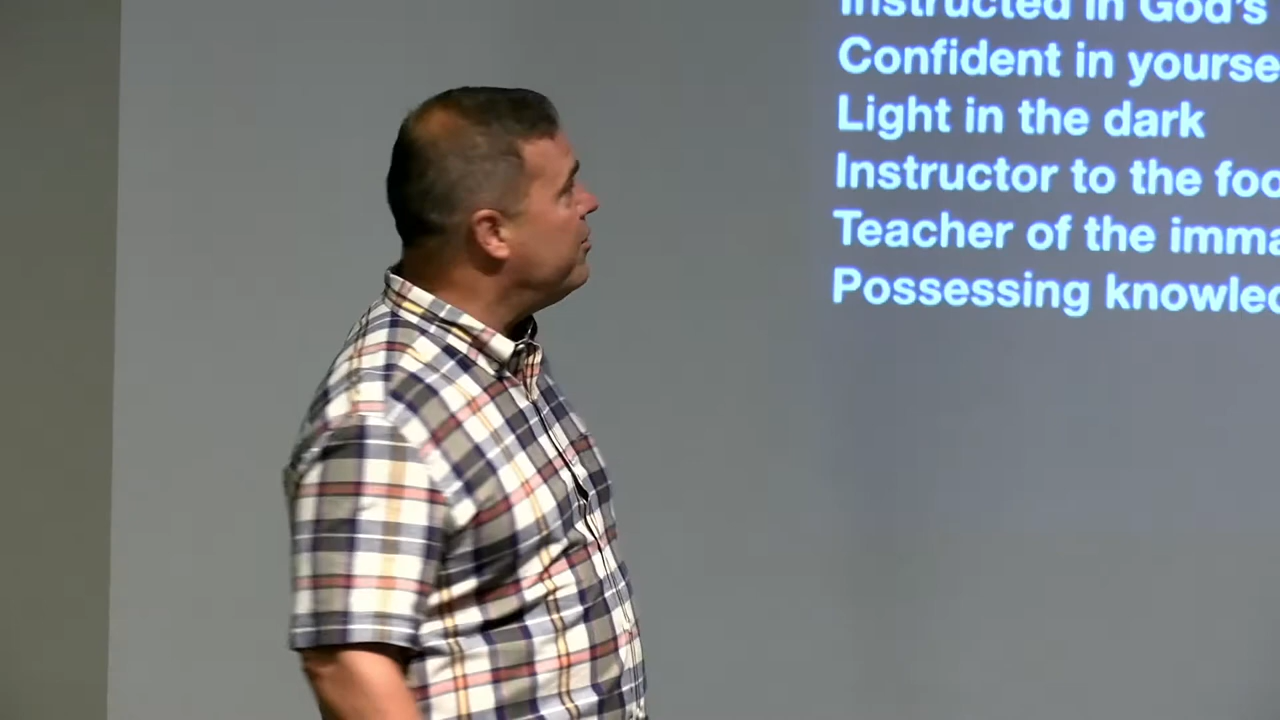 Instructed in God's
Confident in yourse
Light in the dark
Instructor to the foo
Teacher of the imma
Possessing knowled